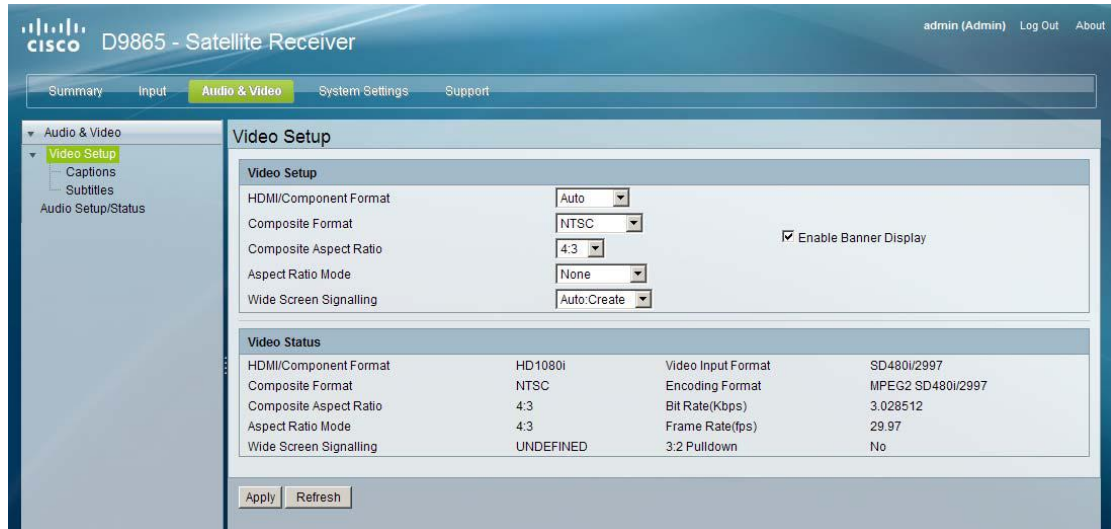 CISCO D9865 - Satellite Receiver
admin (Admin) Log Out About
Summary Input Audio & Video System Settings Support
Audio & Video
Video Setup
Captions
Subtitles
Audio Setup/Status
Video Setup
Video Setup
HDMI/Component Format Auto
Composite Format NTSC
Enable Banner Display
Composite Aspect Ratio 4:3
Aspect Ratio Mode None
Wide Screen Signalling Auto:Create
Video Status
HDMI/Component Format HD1080i Video Input Format SD480i/2997
Composite Format NTSC Encoding Format MPEG2 SD480i/2997
Composite Aspect Ratio 4:3 Bit Rate(Kbps) 3.028512
Aspect Ratio Mode 4:3 Frame Rate(fps) 29.97
Wide Screen Signalling UNDEFINED 3:2 Pulldown No
Apply Refresh